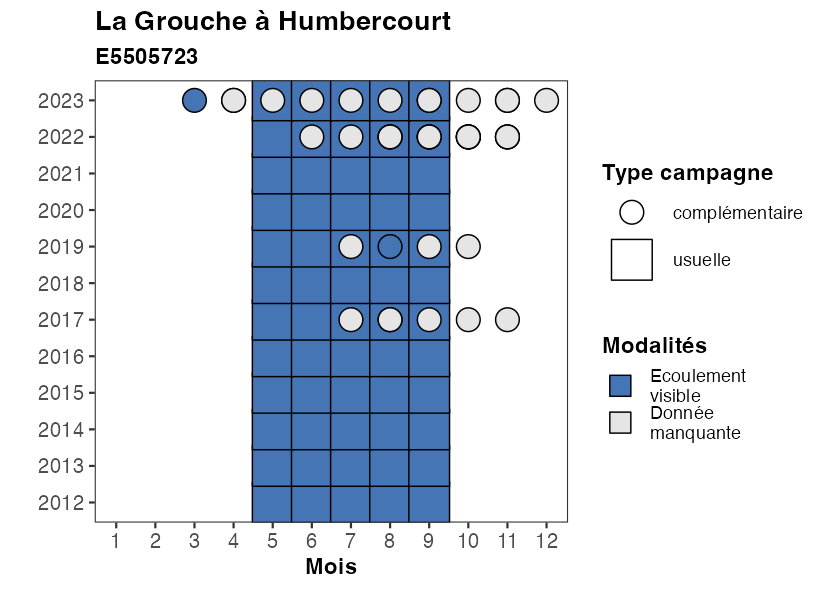 La Grouche à Humbercourt
E5505723
2023
2022
2021
2020
2019
2018
2017
2016
2015
2014
2013
2012
1 2 3 4 5 6 7 8 9 10 11 12
Mois
Type campagne
complémentaire
usuelle
Modalités
Ecoulement
visible
Donnée
manquante